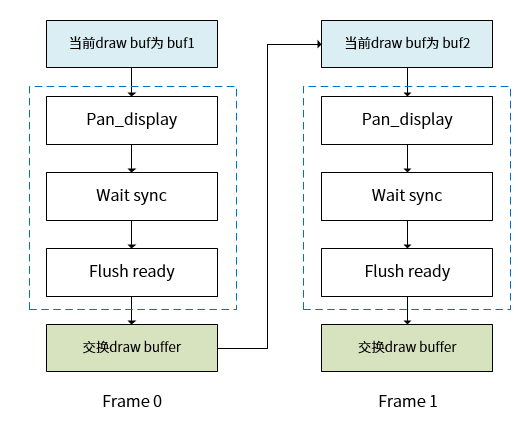 当前draw buf为 buf1
Pan_display
Wait sync
Flush ready
交换draw buffer
Frame 0
当前draw buf为 buf2
Pan_display
Wait sync
Flush ready
交换draw buffer
Frame 1